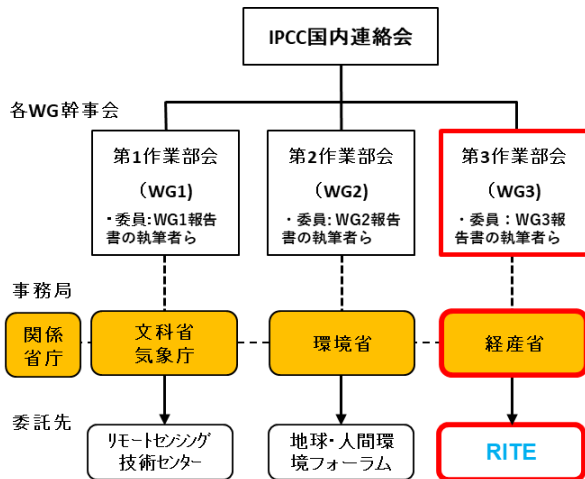 IPCC国内連絡会
各WG幹事会
第1作業部会
（WG1）
・委員:WG1報告
書の執筆者ら
第2作業部会
（WG2）
・委員:WG2報告
書の執筆者ら
第3作業部会
（WG3）
・委員：WG3報
告書の執筆者ら
事務局
関係
省庁
文科省
気象庁
環境省
経産省
委託先
リモートセンシング
技術センター
地球・人間環
境フォーラム
RITE